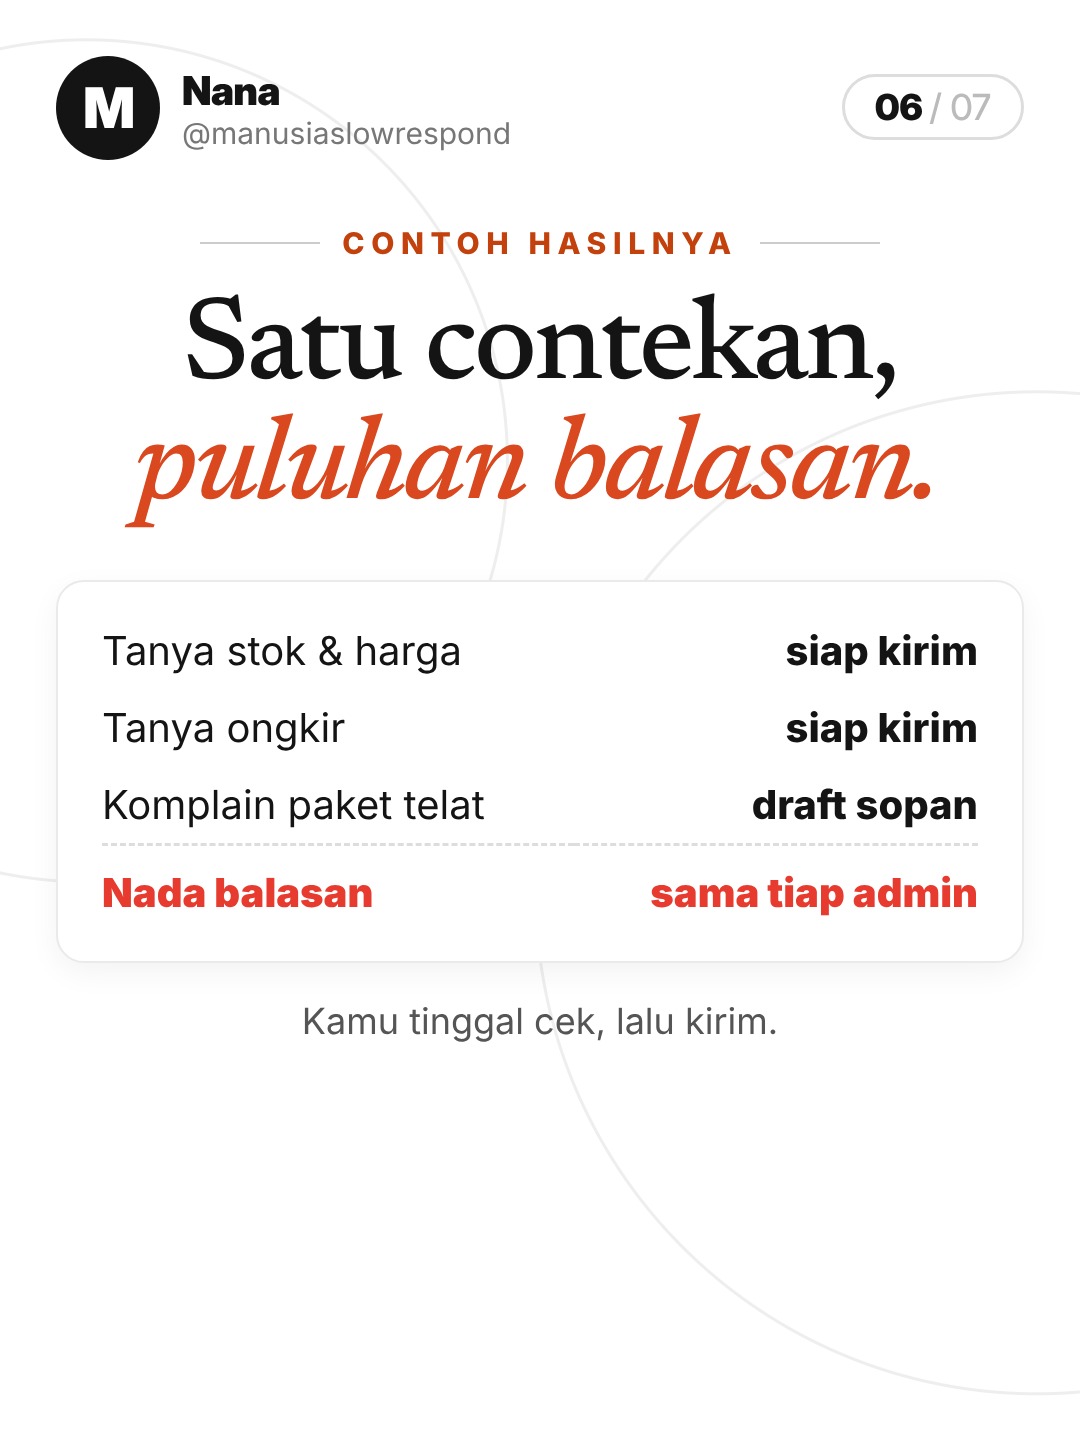 M
Nana
@manusiaslowrespond
06 / 07
CONTOH HASILNYA
Satu contekan,
puluhan balasan.
Tanya stok & harga siap kirim
Tanya ongkir siap kirim
Komplain paket telat draft sopan
Nada balasan sama tiap admin
Kamu tinggal cek, lalu kirim.